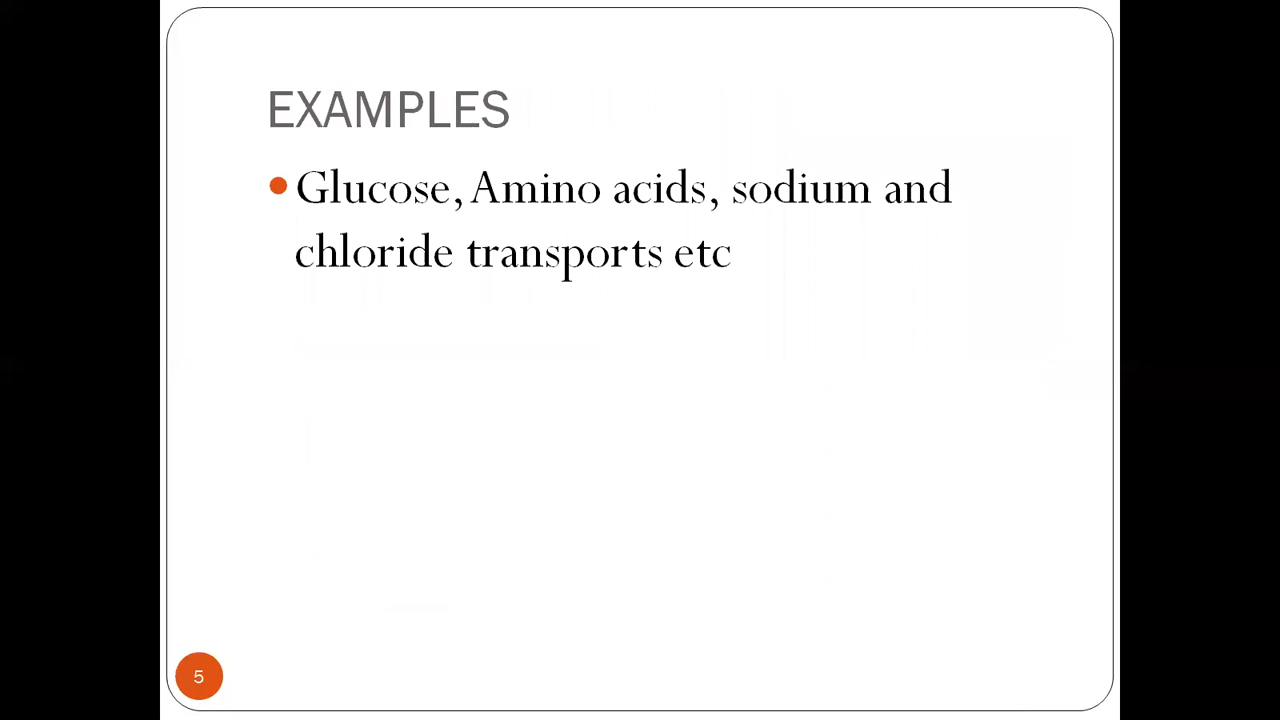 EXAMPLES
Glucose, Amino acids, sodium and
chloride transports etc
5